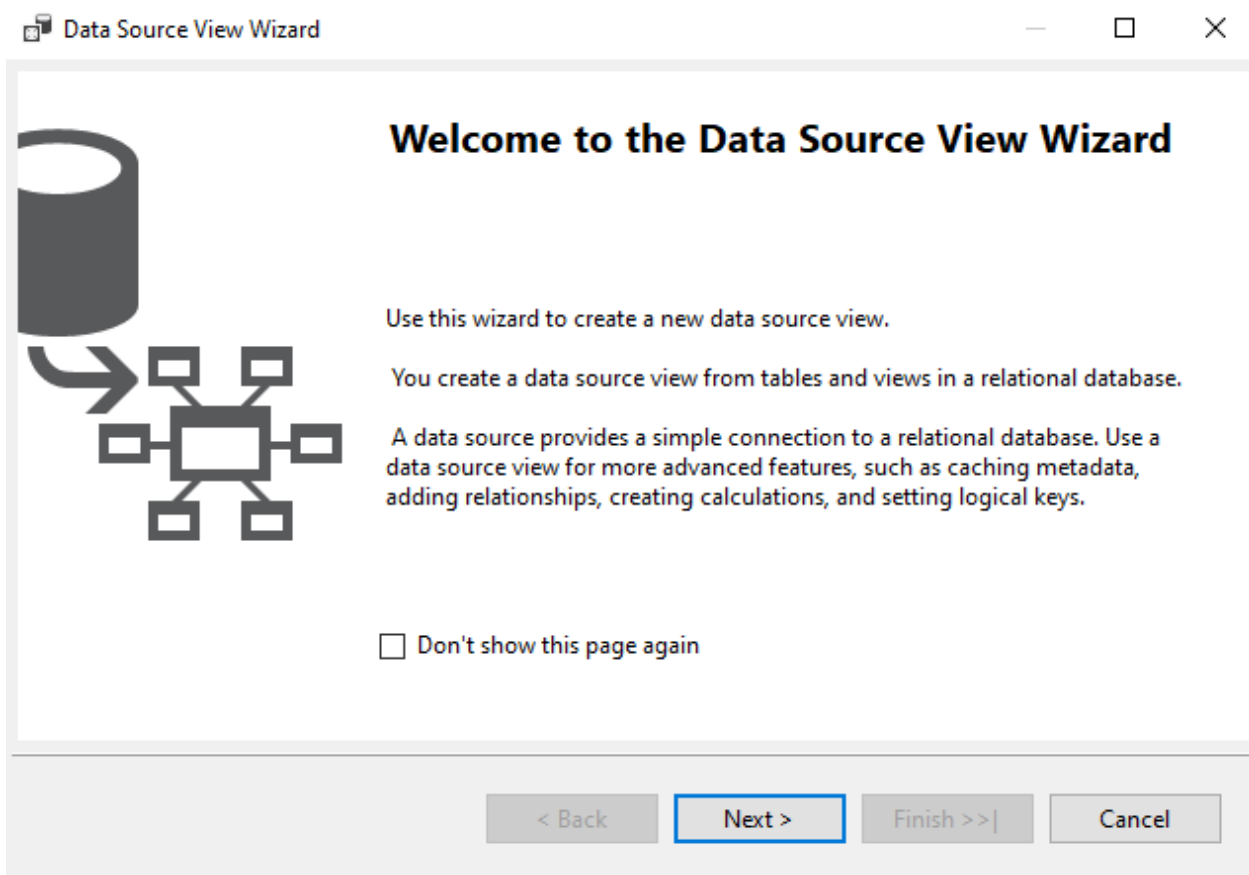 Data Source View Wizard
Welcome to the Data Source View Wizard
Use this wizard to create a new data source view.
You create a data source view from tables and views in a relational database.
A data source provides a simple connection to a relational database. Use a
data source view for more advanced features, such as caching metadata,
adding relationships, creating calculations, and setting logical keys.
Don't show this page again
< Back Next > Finish >>| Cancel